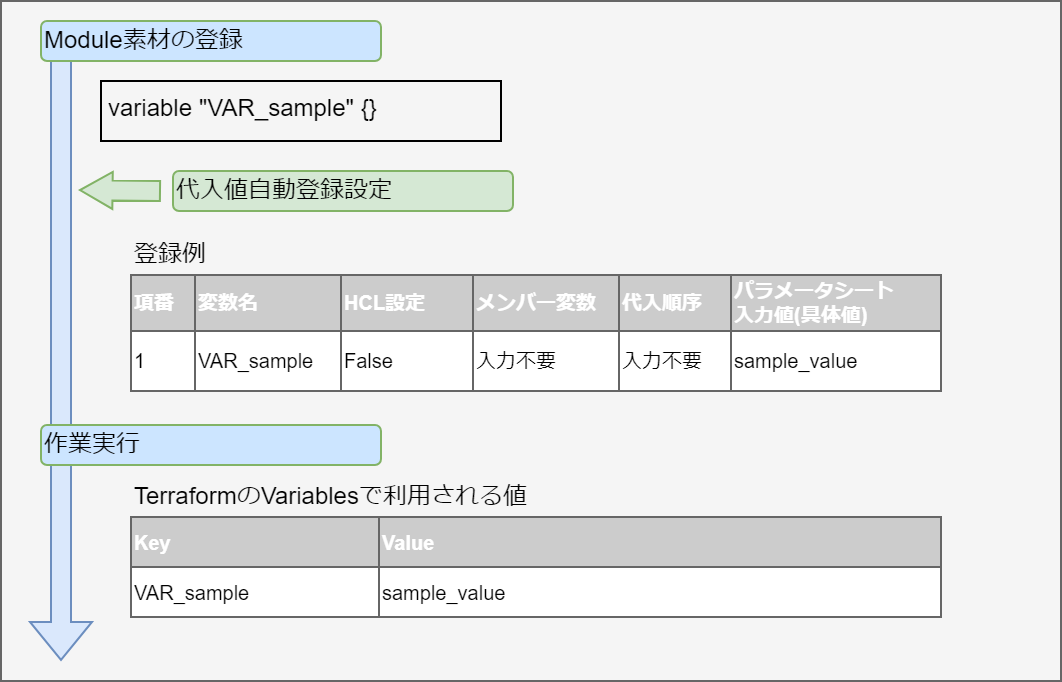 Module素材の登録
variable "VAR_sample" {}
代入値自動登録設定
登録例
項番 変数名 HCL設定 メンバー変数 代入順序 パラメータシート
入力値(具体値)
1 VAR_sample False 入力不要 入力不要 sample_value
作業実行
TerraformのVariablesで利用される値
Key Value
VAR_sample sample_value